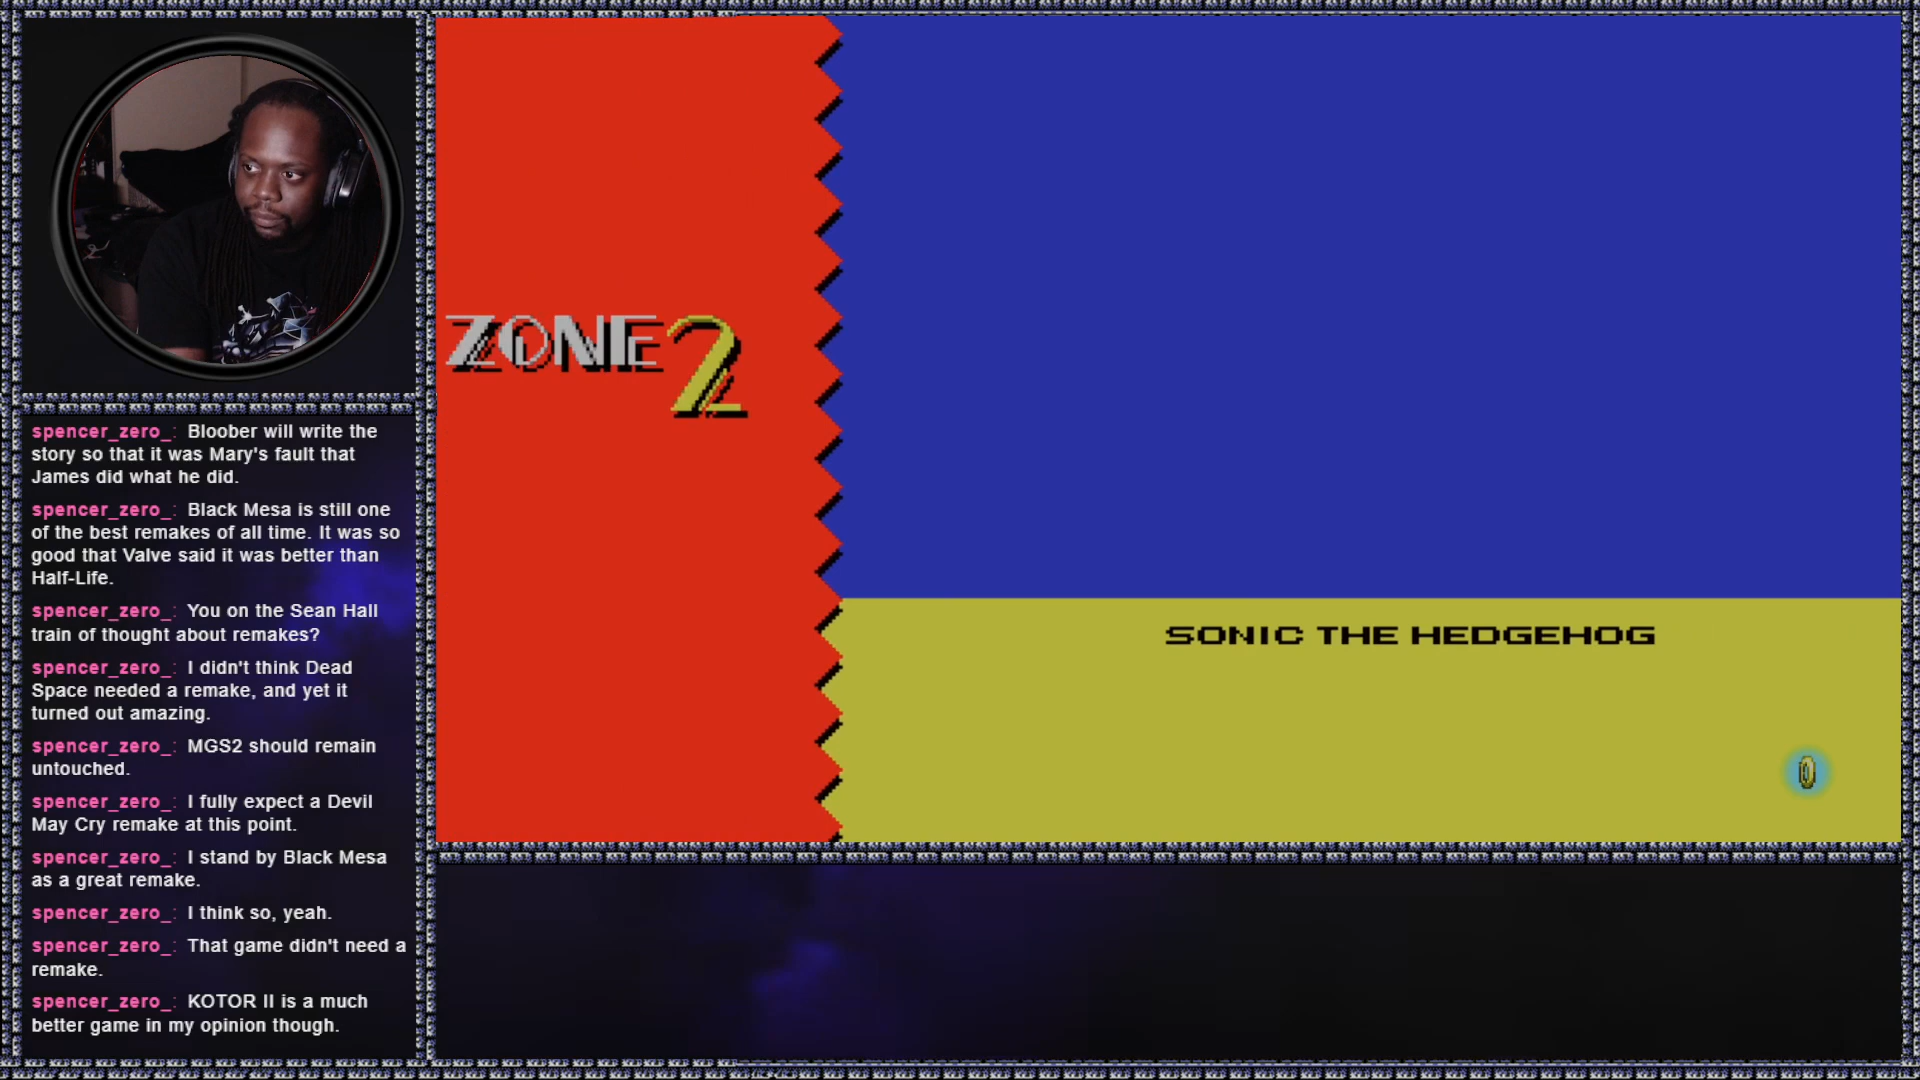 ZONE 2
SONIC THE HEDGEHOG
spencer_zero_: Bloober will write the
story so that it was Mary's fault that
James did what he did.
spencer_zero_: Black Mesa is still one
of the best remakes of all time. It was so
good that Valve said it was better than
Half-Life.
spencer_zero_: You on the Sean Hall
train of thought about remakes?
spencer_zero_: I didn't think Dead
Space needed a remake, and yet it
turned out amazing.
spencer_zero_: MGS2 should remain
untouched.
spencer_zero_: I fully expect a Devil
May Cry remake at this point.
spencer_zero_: I stand by Black Mesa
as a great remake.
spencer_zero_: I think so, yeah.
spencer_zero_: That game didn't need a
remake.
spencer_zero_: KOTOR II is a much
better game in my opinion though.